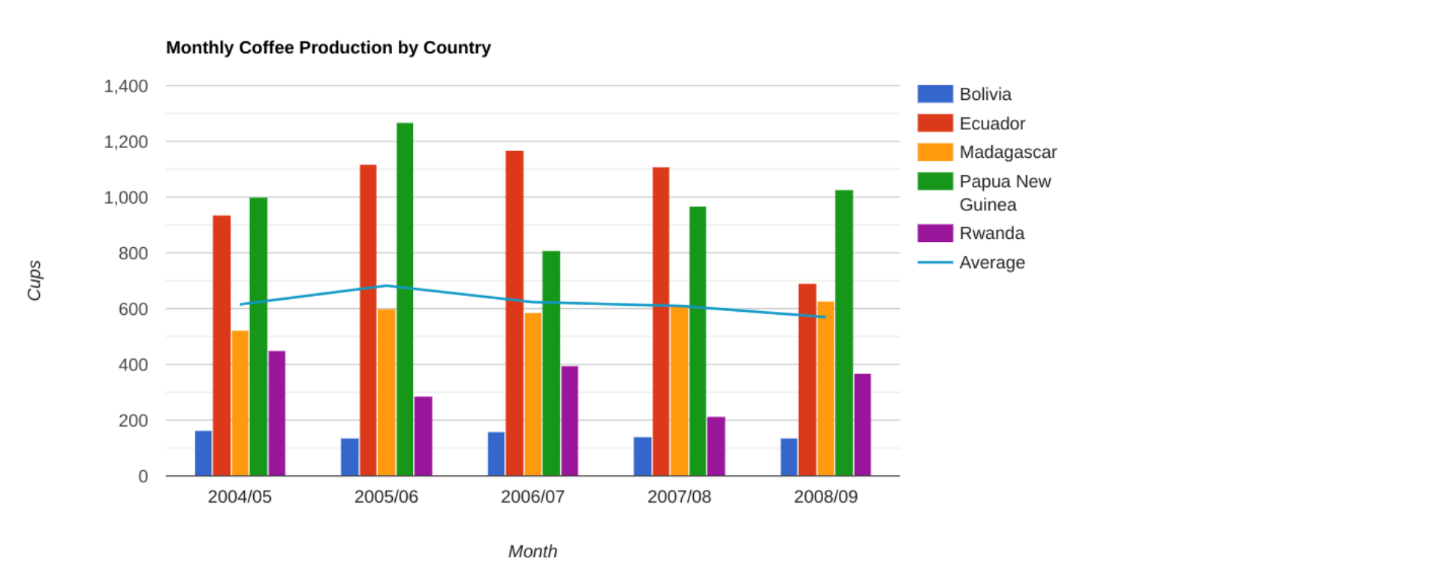 Monthly Coffee Production by Country
1,400
1,200
1,000
800
600
400
200
0
Cups
2004/05
2005/06
2006/07
2007/08
2008/09
Month
Bolivia
Ecuador
Madagascar
Papua New
Guinea
Rwanda
Average